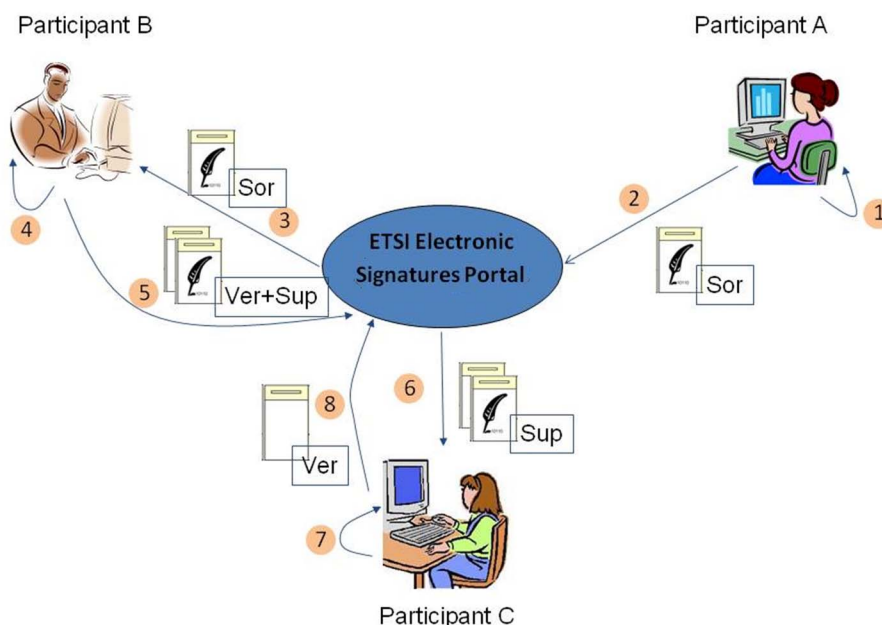 Participant B
Participant A
Sor
2
3
1
4
ETSI Electronic
Signatures Portal
Sor
5
Ver+Sup
6
8
Sup
Ver
7
Participant C